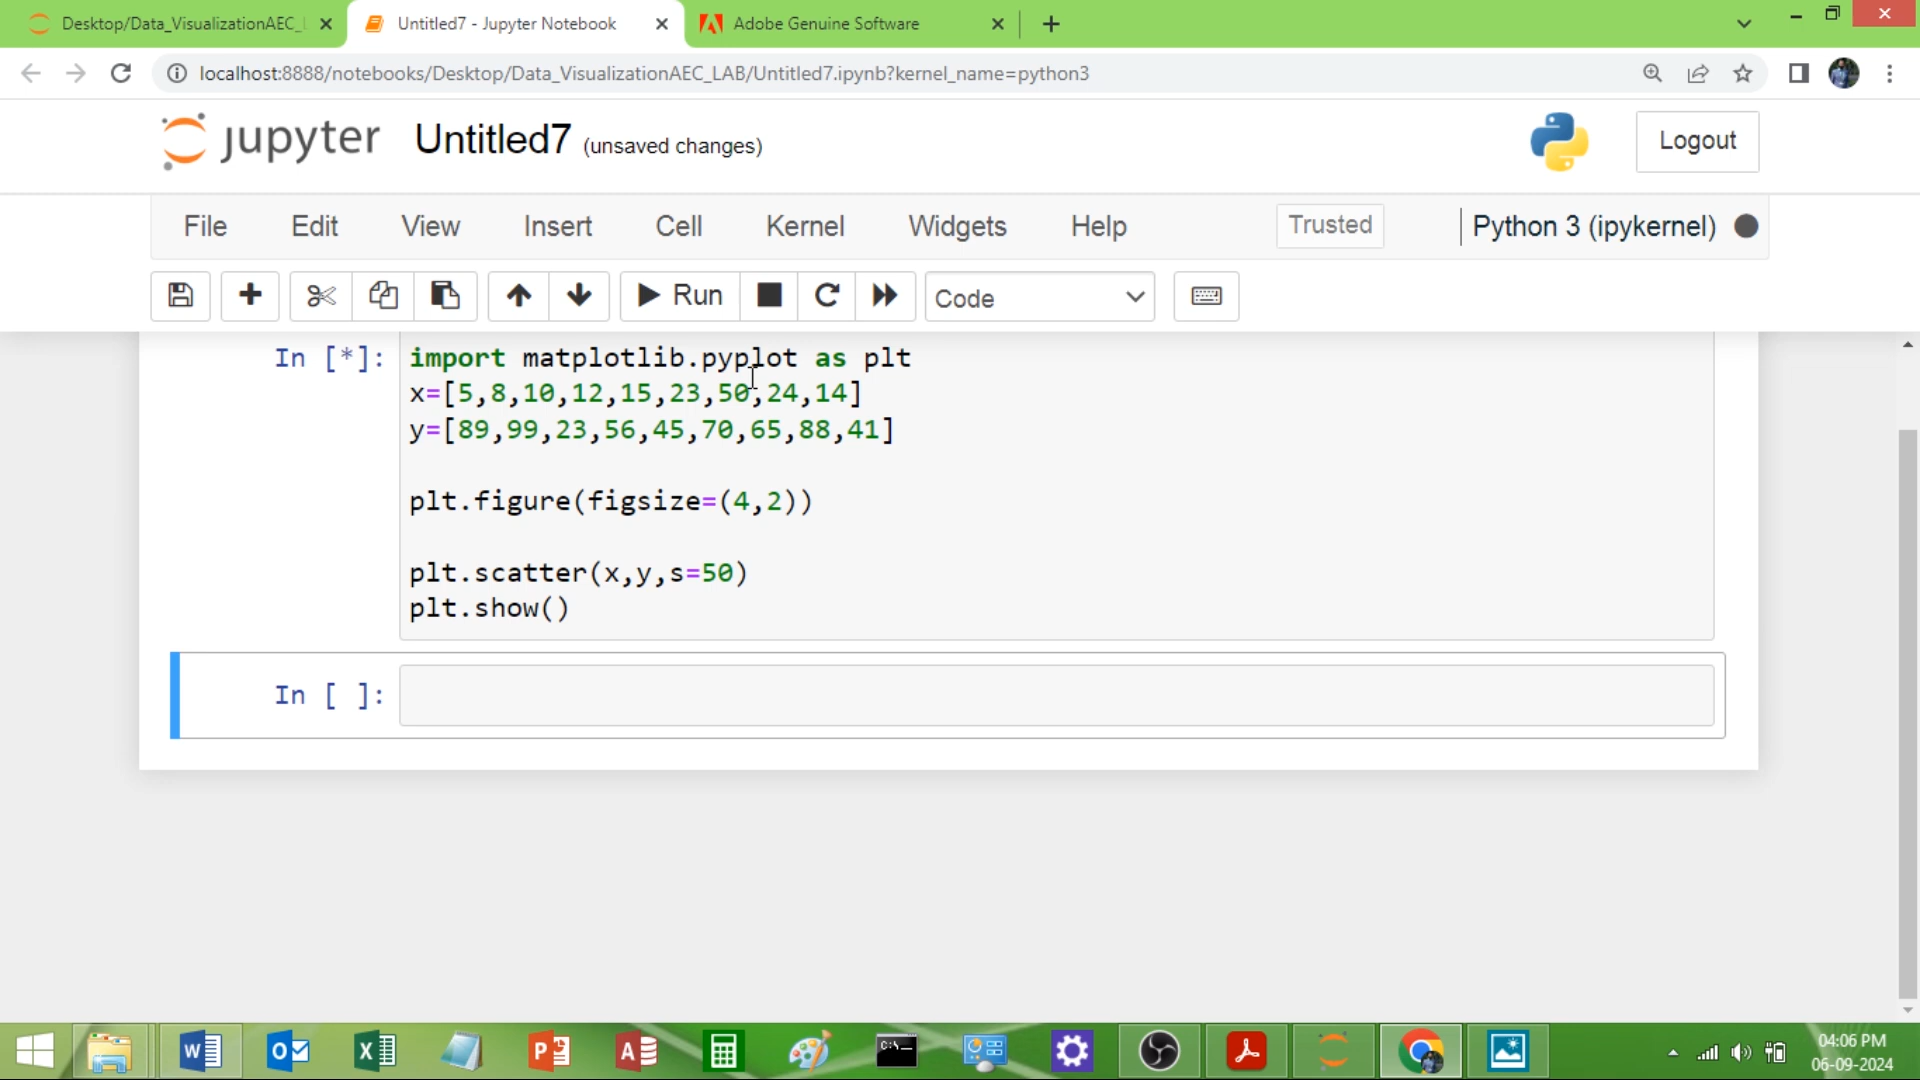 Desktop/Data_VisualizationAEC_L
Untitled7 - Jupyter Notebook
Adobe Genuine Software
localhost:8888/notebooks/Desktop/Data_VisualizationAEC_LAB/Untitled7.ipynb?kernel_name=python3
jupyter Untitled7 (unsaved changes)
Logout
File Edit View Insert Cell Kernel Widgets Help Trusted Python 3 (ipykernel)
Run Code
In [*]: import matplotlib.pyplot as plt
x=[5,8,10,12,15,23,50,24,14]
y=[89,99,23,56,45,70,65,88,41]
plt.figure(figsize=(4,2))
plt.scatter(x,y,s=50)
plt.show()
In [ ]:
04:06 PM
06-09-2024